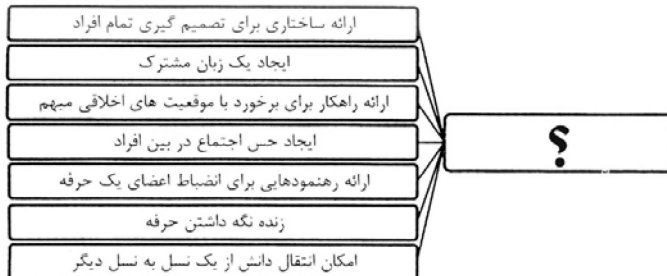 ارائه ساختاری برای تصمیم گیری تمام افراد
ایجاد یک زبان مشترک
ارائه راهکار برای برخورد با موقعیت های اخلاقی مبهم
ایجاد حس اجتماع در بین افراد
ارائه رهنمودهایی برای انضباط اعضای یک حرفه
زنده نگه داشتن حرفه
امکان انتقال دانش از یک نسل به نسل دیگر
؟